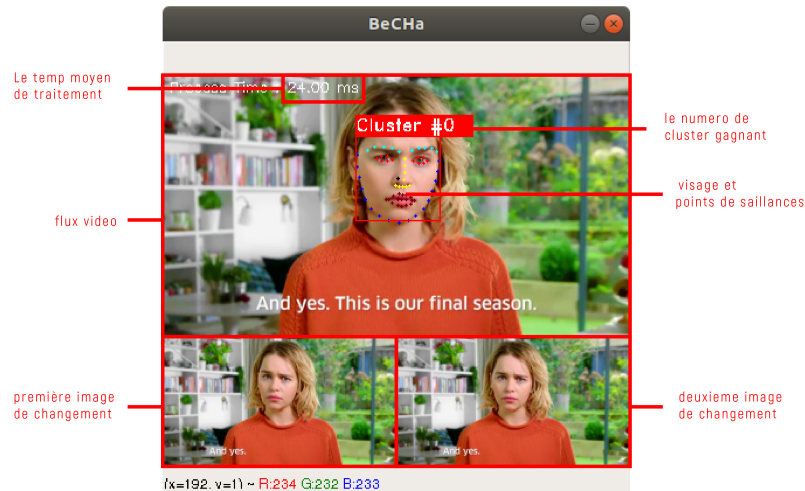 BeCHa
Le temp moyen
de traitement
Process Time : 24.00 ms
Cluster #0
le numero de
cluster gagnant
visage et
points de saillances
flux video
And yes. This is our final season.
première image
de changement
deuxieme image
de changement
And yes.
And yes.
(x=192, y=1) ~ R:234 G:232 B:233